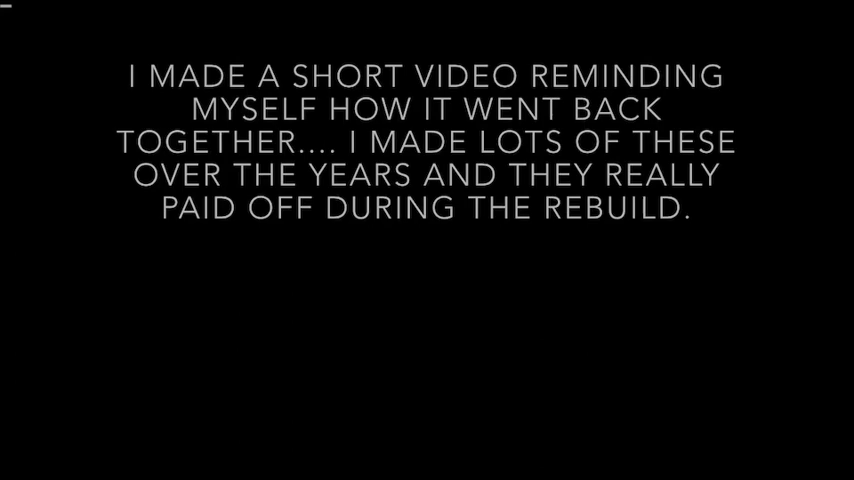 I MADE A SHORT VIDEO REMINDING
MYSELF HOW IT WENT BACK
TOGETHER.... I MADE LOTS OF THESE
OVER THE YEARS AND THEY REALLY
PAID OFF DURING THE REBUILD.